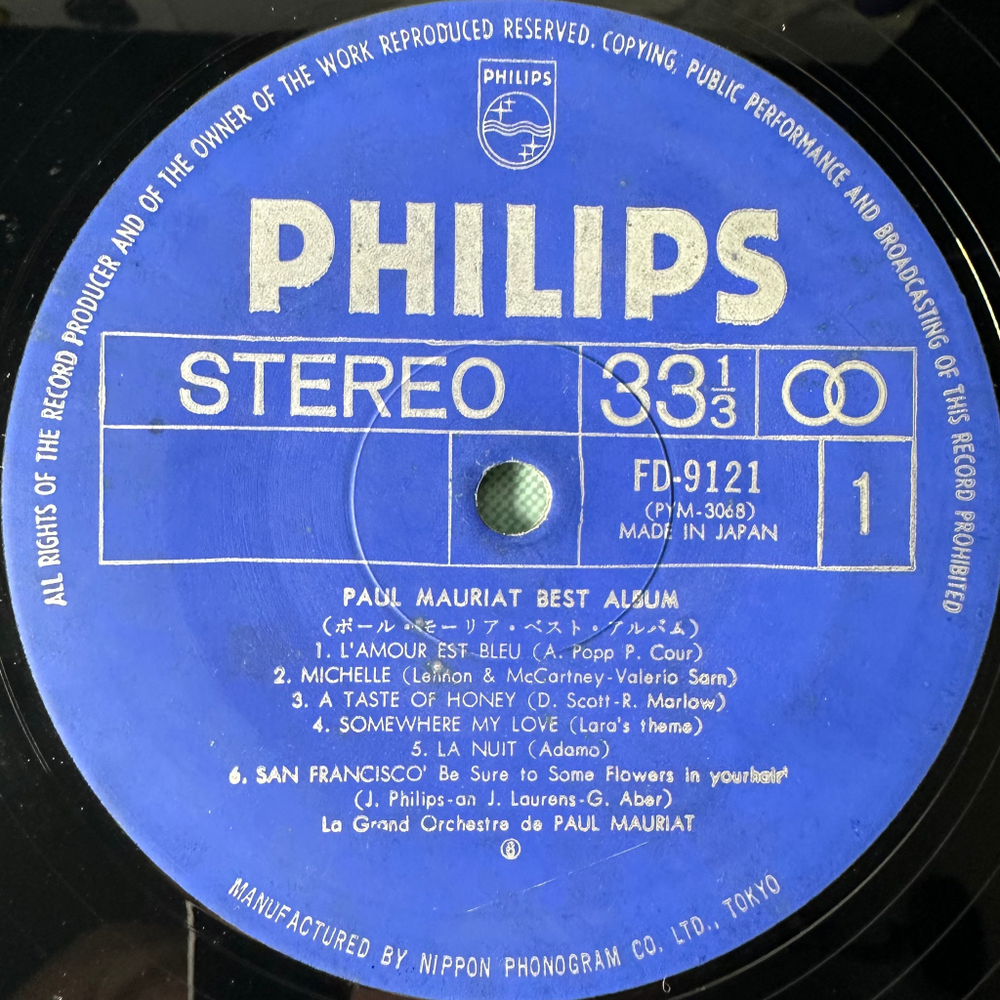 ALL RIGHTS OF THE RECORD PRODUCER AND OF THE OWNER OF THE WORK REPRODUCED RESERVED. COPYING, PUBLIC PERFORMANCE AND BROADCASTING OF THIS RECORD PROHIBITED
PHILIPS
PHILIPS
STEREO 33 1/3
FD-9121
(PYM-3068)
MADE IN JAPAN
1
PAUL MAURIAT BEST ALBUM
(ポール・モーリア・ベスト・アルバム)
1. L'AMOUR EST BLEU (A. Popp P. Cour)
2. MICHELLE (Lennon & McCartney-Valerio Sarn)
3. A TASTE OF HONEY (D. Scott-R. Marlow)
4. SOMEWHERE MY LOVE (Lara's theme)
5. LA NUIT (Adamo)
6. SAN FRANCISCO' Be Sure to Some Flowers in yourhair'
(J. Philips-an J. Laurens-G. Aber)
La Grand Orchestre de PAUL MAURIAT
MANUFACTURED BY NIPPON PHONOGRAM CO. LTD., TOKYO